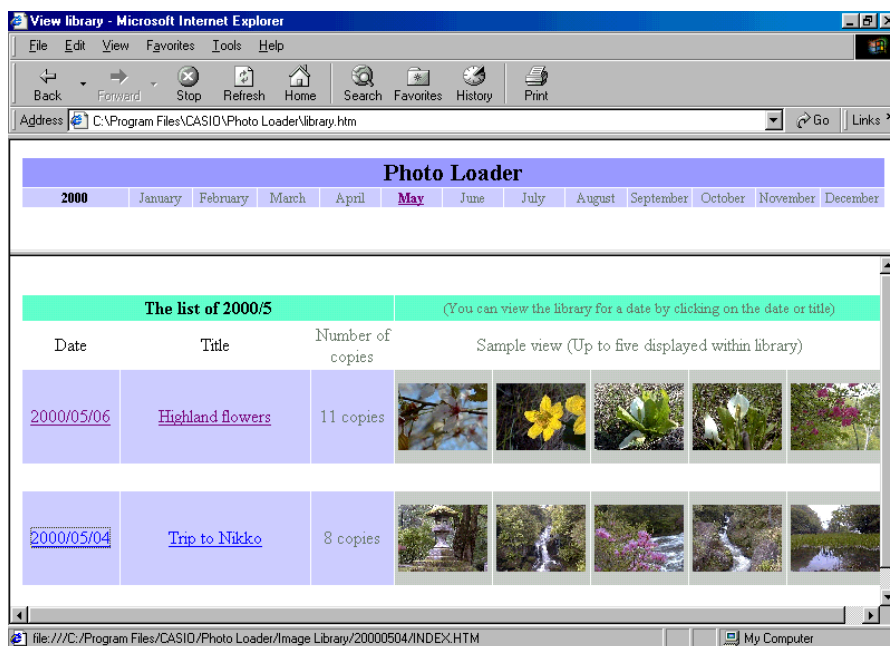 View library - Microsoft Internet Explorer
File Edit View Favorites Tools Help
Back Forward Stop Refresh Home Search Favorites History Print
Address C:\Program Files\CASIO\Photo Loader\library.htm Go Links
Photo Loader
2000 January February March April May June July August September October November December
The list of 2000/5 (You can view the library for a date by clicking on the date or title)
Date Title Number of copies Sample view (Up to five displayed within library)
2000/05/06 Highland flowers 11 copies
2000/05/04 Trip to Nikko 8 copies
file:///C:/Program Files/CASIO/Photo Loader/Image Library/20000504/INDEX.HTM My Computer